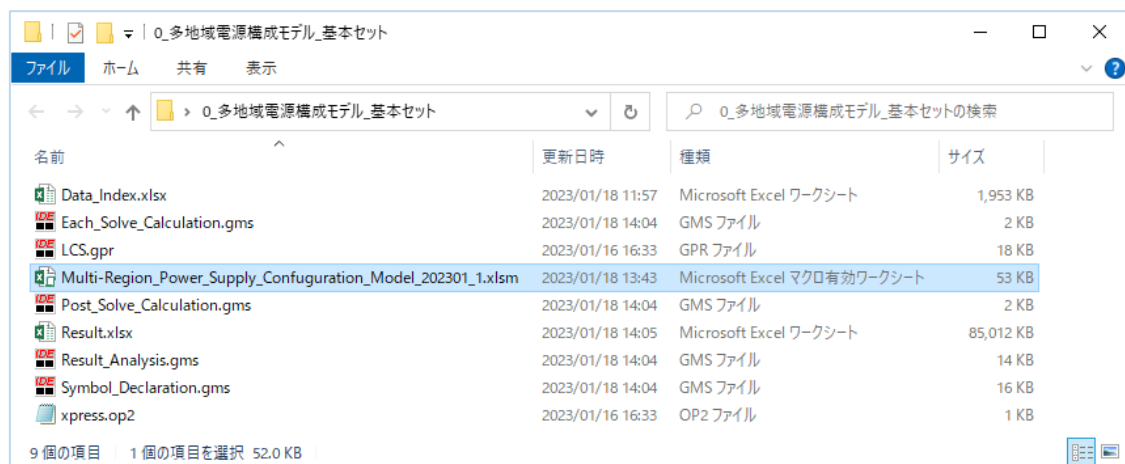 0_多地域電源構成モデル_基本セット
ファイル ホーム 共有 表示
0_多地域電源構成モデル_基本セット 0_多地域電源構成モデル_基本セットの検索
名前 更新日時 種類 サイズ
Data_Index.xlsx 2023/01/18 11:57 Microsoft Excel ワークシート 1,953 KB
Each_Solve_Calculation.gms 2023/01/18 14:04 GMS ファイル 2 KB
LCS.gpr 2023/01/16 16:33 GPR ファイル 18 KB
Multi-Region_Power_Supply_Confuguration_Model_202301_1.xlsm 2023/01/18 13:43 Microsoft Excel マクロ有効ワークシート 53 KB
Post_Solve_Calculation.gms 2023/01/18 14:04 GMS ファイル 2 KB
Result.xlsx 2023/01/18 14:05 Microsoft Excel ワークシート 85,012 KB
Result_Analysis.gms 2023/01/18 14:04 GMS ファイル 14 KB
Symbol_Declaration.gms 2023/01/18 14:04 GMS ファイル 16 KB
xpress.op2 2023/01/16 16:33 OP2 ファイル 1 KB
9 個の項目 1 個の項目を選択 52.0 KB